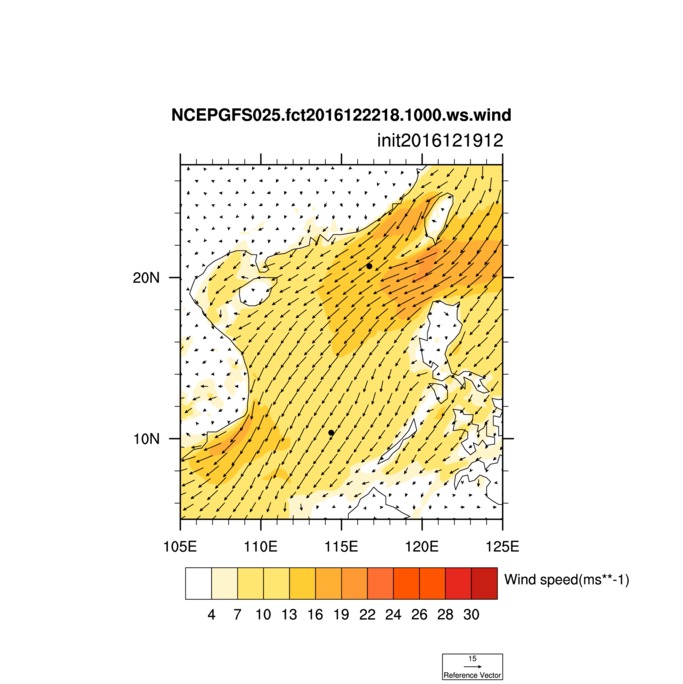 NCEPGFS025.fct2016122218.1000.ws.wind
init2016121912
20N
10N
105E 110E 115E 120E 125E
Wind speed(ms**-1)
4 7 10 13 16 19 22 24 26 28 30
15
Reference Vector